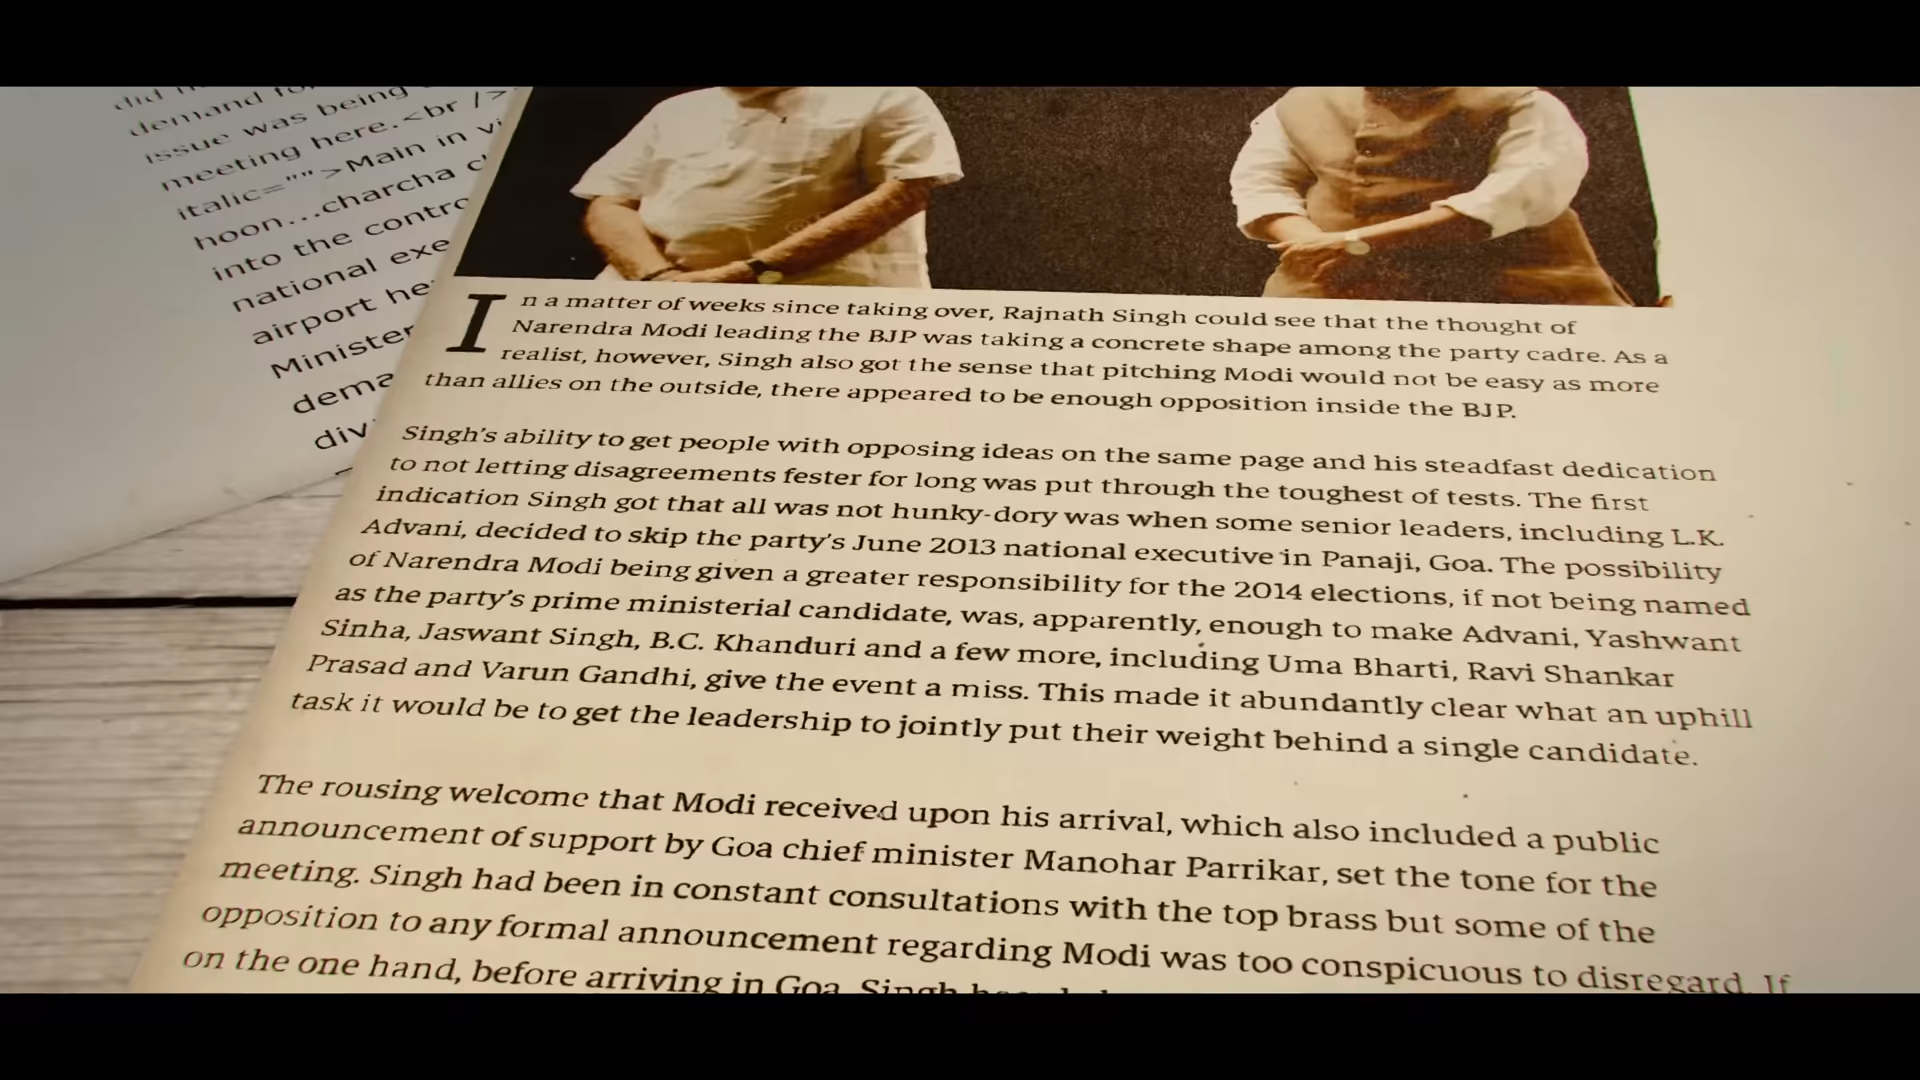 demand
issue was being
meeting here.<br />
italic="">Main in
hoon...charcha
into the
national
airport
Minister
In a matter of weeks since taking over, Rajnath Singh could see that the thought of
Narendra Modi leading the BJP was taking a concrete shape among the party cadre. As a
realist, however, Singh also got the sense that pitching Modi would not be easy as more
than allies on the outside, there appeared to be enough opposition inside the BJP.
Singh's ability to get people with opposing ideas on the same page and his steadfast dedication
to not letting disagreements fester for long was put through the toughest of tests. The first
indication Singh got that all was not hunky-dory was when some senior leaders, including L.K.
Advani, decided to skip the party's June 2013 national executive in Panaji, Goa. The possibility
of Narendra Modi being given a greater responsibility for the 2014 elections, if not being named
as the party's prime ministerial candidate, was, apparently, enough to make Advani, Yashwant
Sinha, Jaswant Singh, B.C. Khanduri and a few more, including Uma Bharti, Ravi Shankar
Prasad and Varun Gandhi, give the event a miss. This made it abundantly clear what an uphill
task it would be to get the leadership to jointly put their weight behind a single candidate.
The rousing welcome that Modi received upon his arrival, which also included a public
announcement of support by Goa chief minister Manohar Parrikar, set the tone for the
meeting. Singh had been in constant consultations with the top brass but some of the
opposition to any formal announcement regarding Modi was too conspicuous to disregard. If
on the one hand, before arriving in Goa, Singh